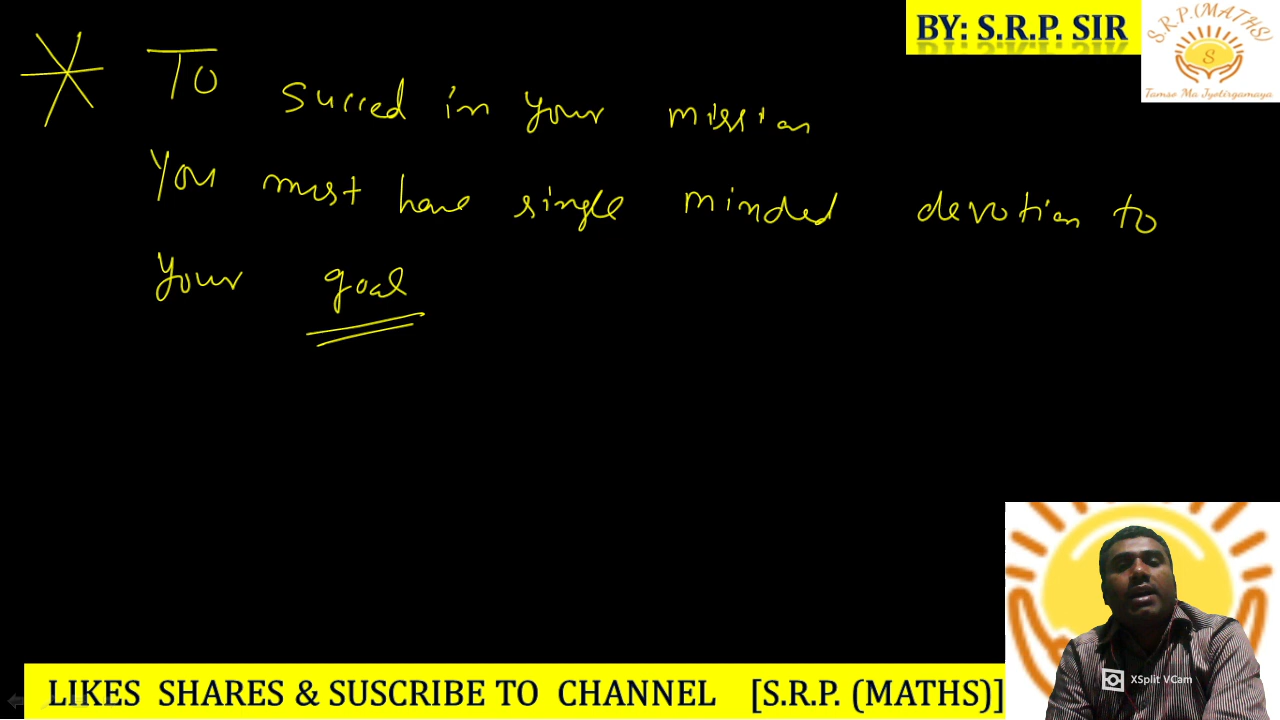 BY: S.R.P. SIR
S.R.P.(MATHS)
S
Tamso Ma Jyotirgamaya
To succed in your mission
You must have single minded devotion to
your goal
XSplit VCam
LIKES SHARES & SUSCRIBE TO CHANNEL [S.R.P. (MATHS)]